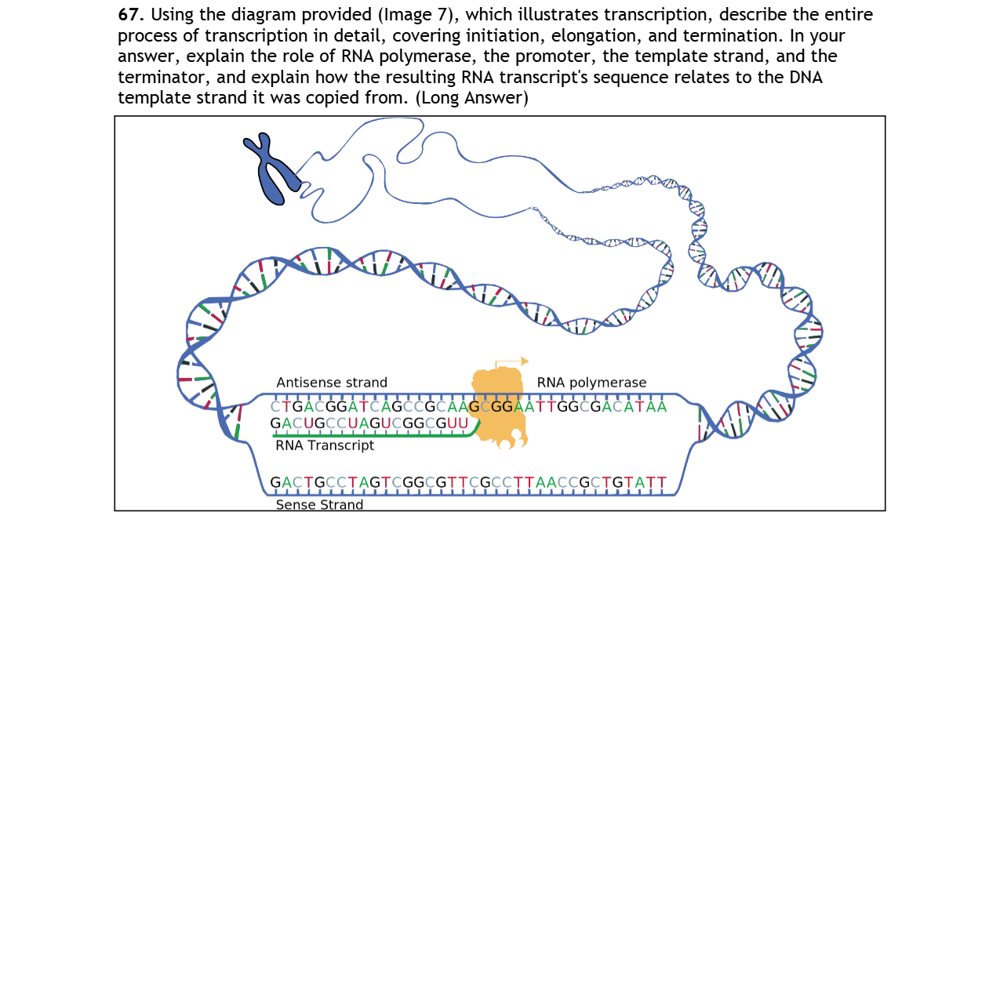 67. Using the diagram provided (Image 7), which illustrates transcription, describe the entire
process of transcription in detail, covering initiation, elongation, and termination. In your
answer, explain the role of RNA polymerase, the promoter, the template strand, and the
terminator, and explain how the resulting RNA transcript's sequence relates to the DNA
template strand it was copied from. (Long Answer)
Antisense strand
RNA polymerase
CTGACGGATCAGCCGCAAGCGGAATTGGCGACATAA
GACUGCCUAGUCGGCGUU
RNA Transcript
GACTGCCTAGTCGGCGTTCGCCTTAACCGCTGTATT
Sense Strand